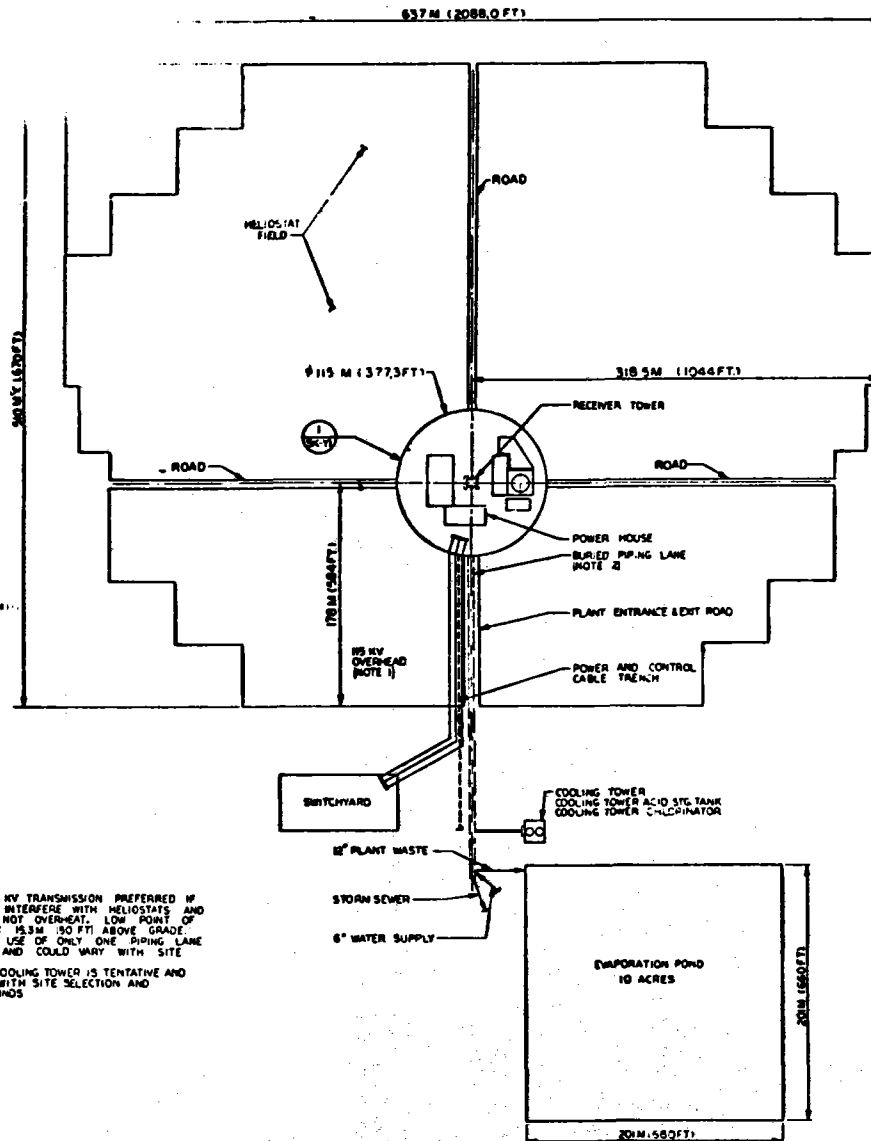 637 M (2088.0 FT)
ROAD
HELIOSTAT
FIELD
ϕ 115 M (377.3FT)
318.5M (1044FT.)
RECEIVER TOWER
1
ROAD
ROAD
POWER HOUSE
BURIED PIPING LANE
(NOTE 2)
178 M (584FT)
PLANT ENTRANCE & EXIT ROAD
115 KV
OVERHEAD
(NOTE 1)
POWER AND CONTROL
CABLE TRENCH
SWITCHYARD
COOLING TOWER
COOLING TOWER ACID STG. TANK
COOLING TOWER CHLORINATOR
12" PLANT WASTE
STORM SEWER
6" WATER SUPPLY
KV TRANSMISSION PREFERRED IF
INTERFERE WITH HELIOSTATS AND
NOT OVERHEAT. LOW POINT OF
15.3M (50 FT) ABOVE GRADE.
USE OF ONLY ONE PIPING LANE
AND COULD VARY WITH SITE
COOLING TOWER IS TENTATIVE AND
WITH SITE SELECTION AND
EVAPORATION POND
10 ACRES
201M (660FT)
201M (660FT)